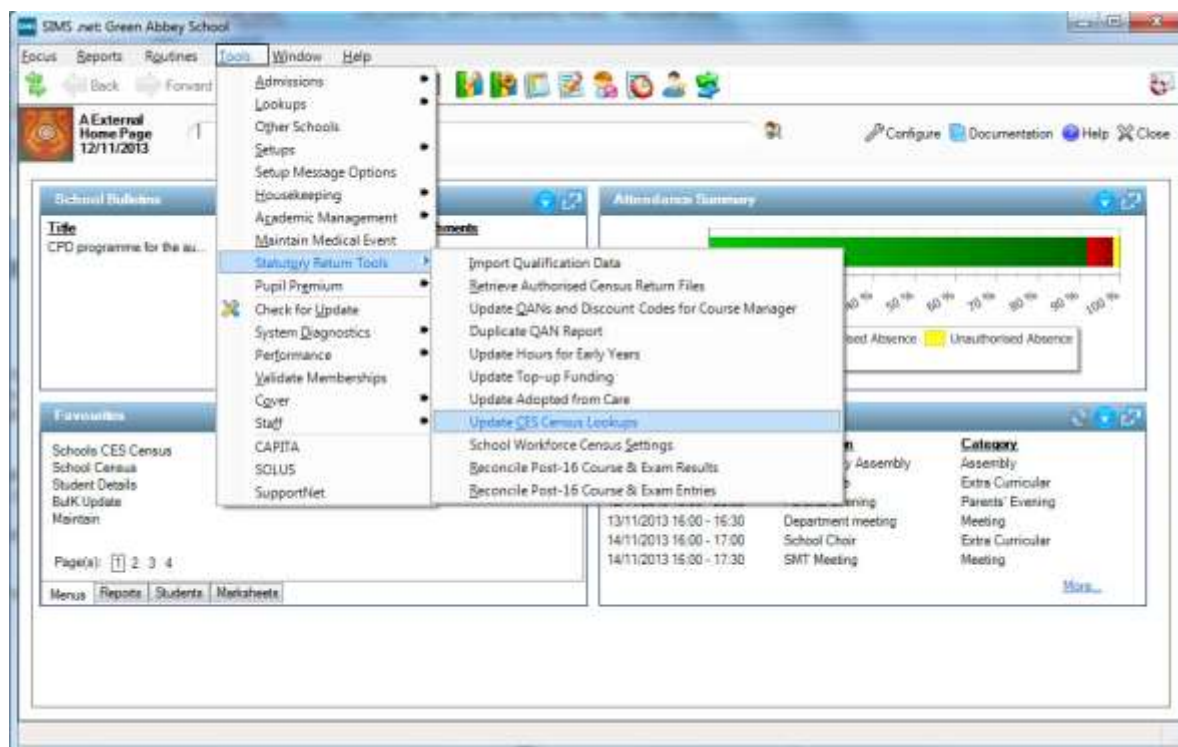 SIMS .net: Green Abbey School
Focus Reports Routines Tools Window Help
Back Forward
A External
Home Page
12/11/2013
Configure Documentation Help Close
Admissions
Lookups
Other Schools
Setups
Setup Message Options
Housekeeping
Academic Management
Maintain Medical Event
Statutory Return Tools
Pupil Premium
Check for Update
System Diagnostics
Performance
Validate Memberships
Cover
Staff
CAPITA
SOLUS
SupportNet
Import Qualification Data
Retrieve Authorised Census Return Files
Update QANs and Discount Codes for Course Manager
Duplicate QAN Report
Update Hours for Early Years
Update Top-up Funding
Update Adopted from Care
Update CES Census Lookups
School Workforce Census Settings
Reconcile Post-16 Course & Exam Results
Reconcile Post-16 Course & Exam Entries
School Bulletins
Title
CPD programme for the au...
Attendance Summary
60 % 70 % 80 % 90 % 100 %
Absence Unauthorised Absence
Favourites
Schools CES Census
School Census
Student Details
Bulk Update
Maintain
Page(s): 1 2 3 4
Menus Reports Students Marksheets
Category
Assembly Assembly
Extra Curricular
Evening Parents' Evening
13/11/2013 16:00 - 16:30 Department meeting Meeting
14/11/2013 16:00 - 17:00 School Choir Extra Curricular
14/11/2013 16:00 - 17:30 SMT Meeting Meeting
More...